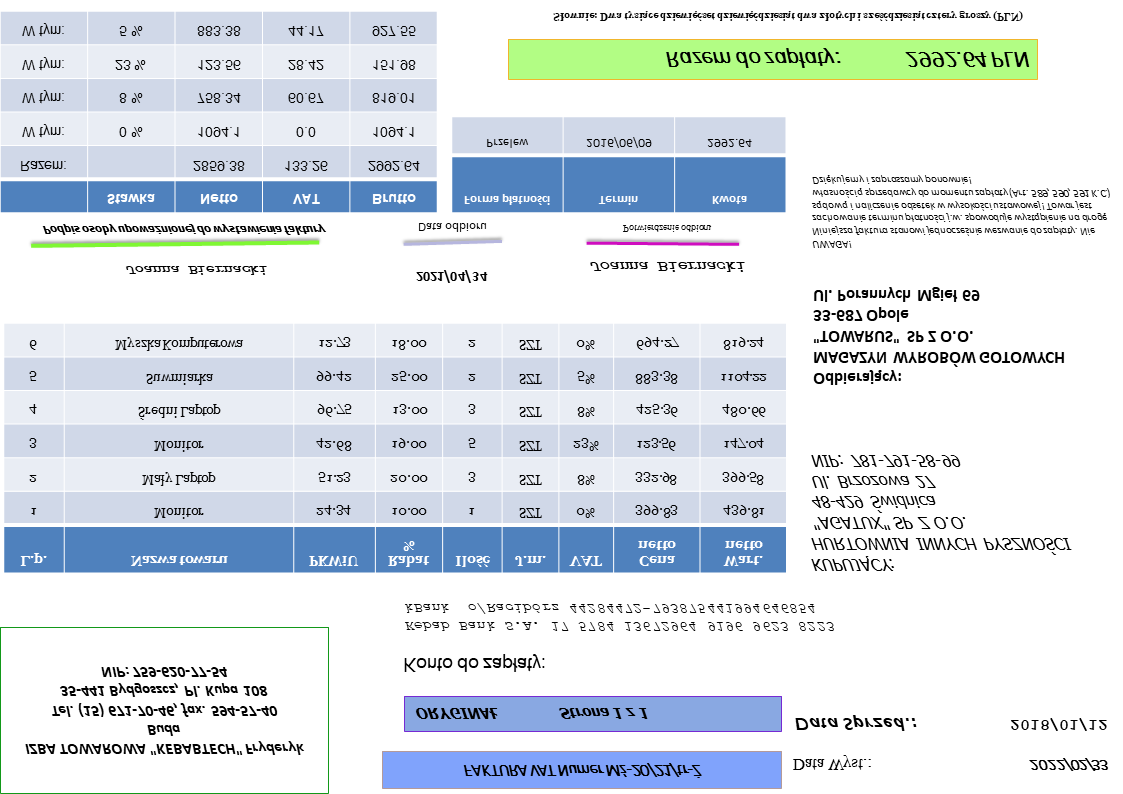 FAKTURA VAT Numer Mż-20/21/tr-Ż
Data Wyst.: 2022/02/33
ORYGINAŁ Strona 1 z 1
Data Sprzed.: 2018/01/12
IZBA TOWAROWA "KEBABTECH" Fryderyk
Buda
Tel. (15) 671-70-46, fax. 594-57-40
35-441 Bydgoszcz, Pl. Kupa 108
NIP: 759-620-77-54
Konto do zapłaty:
Kebab Bank S.A. 17 5784 13672964 9196 9623 8223
kBank o/Racibórz 44284472-793875441994646854
KUPUJĄCY:
HURTOWNIA INNYCH PYSZNOŚCI
"AGATUX" SP Z O.O.
48-429 Świdnica
Ul. Brzozowa 27
NIP: 781-791-58-99
Odbierający:
MAGAZYN WYROBÓW GOTOWYCH
"TOWARUS" SP Z O.O.
33-687 Opole
Ul. Porannych Mgieł 69
L.p. Nazwa towaru PKWiU Rabat % Ilość J.m. VAT Cena netto Wart. netto
1 Monitor 24.34 10.00 1 SZT 0% 399.83 439.81
2 Mały Laptop 51.23 20.00 3 SZT 8% 332.98 399.58
3 Monitor 42.68 19.00 5 SZT 23% 123.56 147.04
4 Średni Laptop 96.75 13.00 3 SZT 8% 425.36 480.66
5 Suwmiarka 99.42 25.00 2 SZT 5% 883.38 1104.22
6 Myszka Komputerowa 12.73 18.00 2 SZT 0% 694.27 819.24
Joanna Biernacki
2021/04/34
Joanna Biernacki
Podpis osoby upoważnionej do wystawienia faktury
Data odbioru
Potwierdzenie odbioru
UWAGA!
Niniejsza faktura stanowi jednocześnie wezwanie do zapłaty. Nie
zachowanie terminu płatności j.w. spowoduje wystąpienie na drogę
sądową i naliczenie odsetek w wysokości ustawowej! Towar jest
własnością sprzedawcy do momentu zapłaty (Art. 589, 590, 591 K.C)
Dziękujemy i zapraszamy ponownie!
Stawka Netto VAT Brutto
Razem: 2859.38 133.26 2992.64
W tym: 0 % 1094.1 0.0 1094.1
W tym: 8 % 758.34 60.67 819.01
W tym: 23 % 123.56 28.42 151.98
W tym: 5 % 883.38 44.17 927.55
Forma płatności Termin Kwota
Przelew 2016/06/09 2992.64
Razem do zapłaty: 2992.64 PLN
Słownie: Dwa tysiące dziewięćset dziewięćdziesiąt dwa złotych i sześćdziesiąt cztery groszy (PLN)